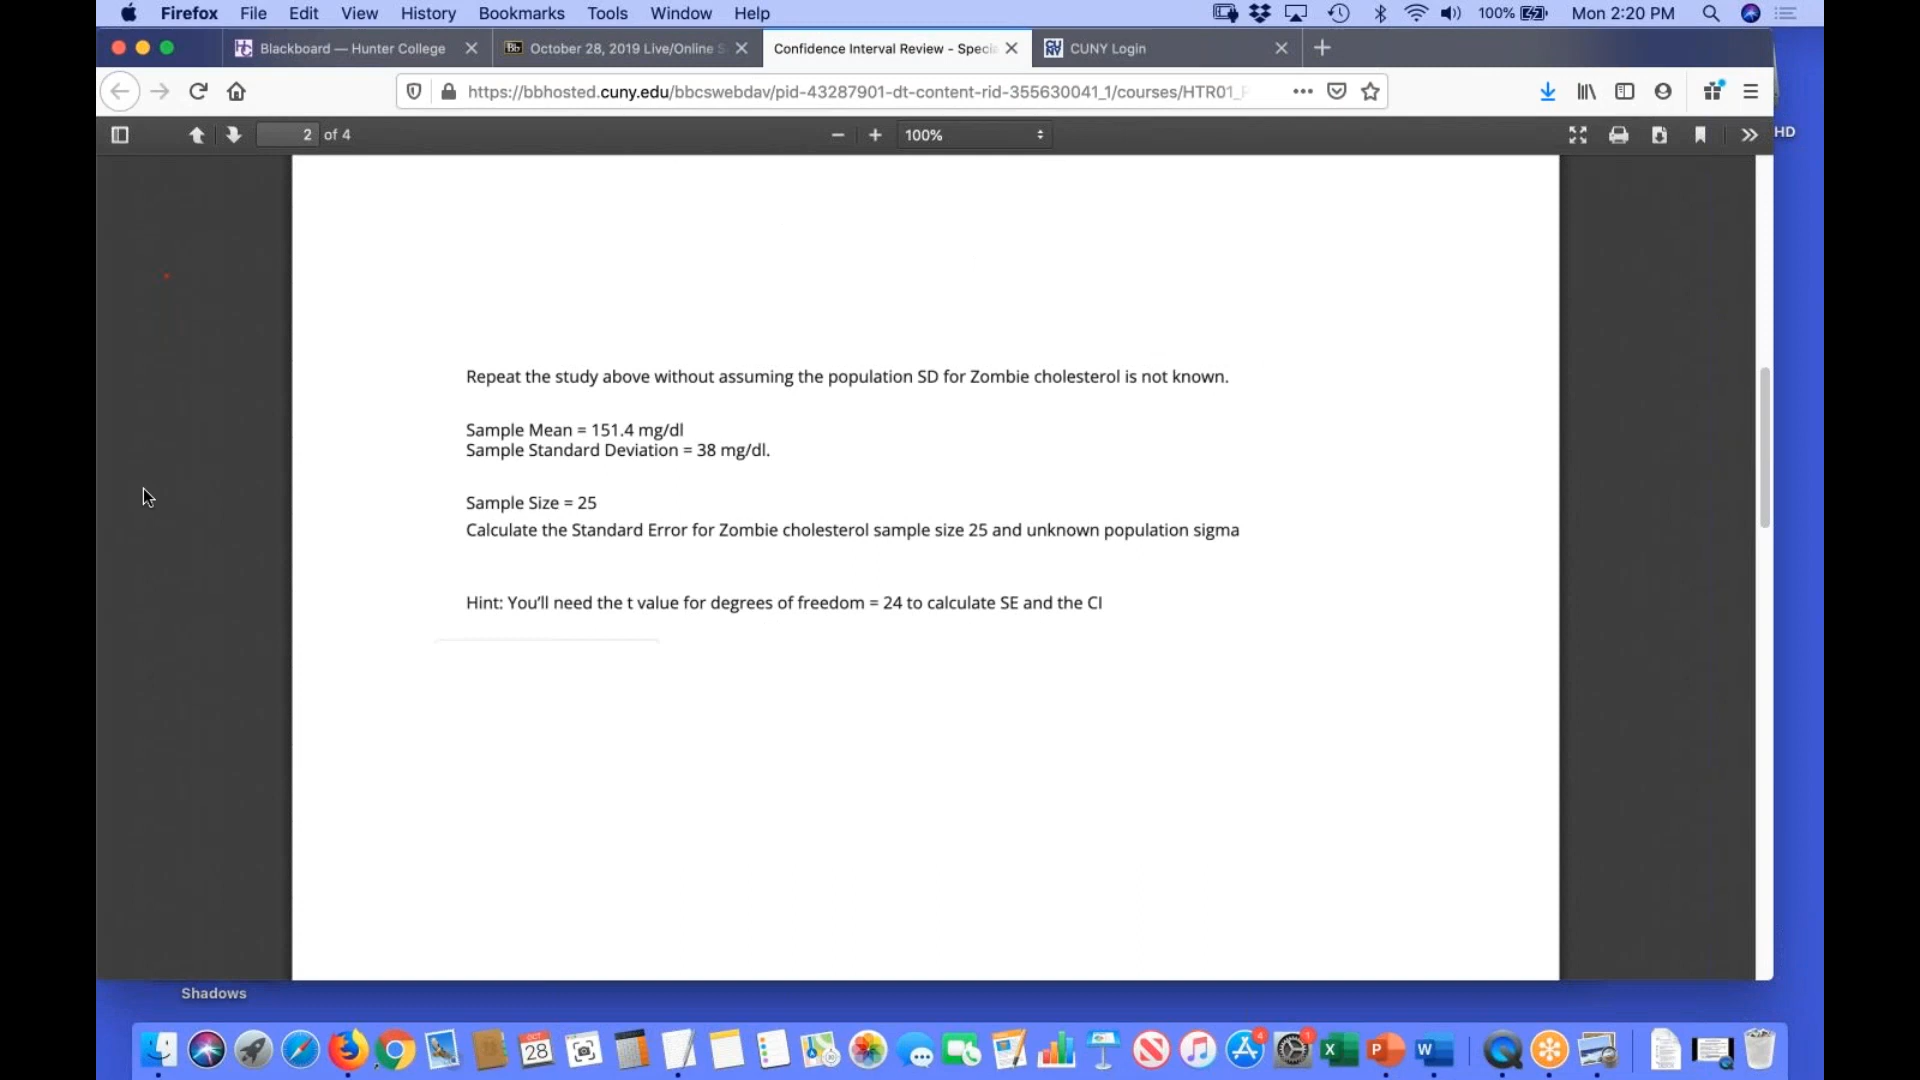 Firefox File Edit View History Bookmarks Tools Window Help 100% Mon 2:20 PM
Blackboard — Hunter College October 28, 2019 Live/Online S Confidence Interval Review - Specia CUNY Login
https://bbhosted.cuny.edu/bbcswebdav/pid-43287901-dt-content-rid-355630041_1/courses/HTR01_
2 of 4 100% HD
Repeat the study above without assuming the population SD for Zombie cholesterol is not known.
Sample Mean = 151.4 mg/dl
Sample Standard Deviation = 38 mg/dl.
Sample Size = 25
Calculate the Standard Error for Zombie cholesterol sample size 25 and unknown population sigma
Hint: You'll need the t value for degrees of freedom = 24 to calculate SE and the CI
Shadows
OCT
28